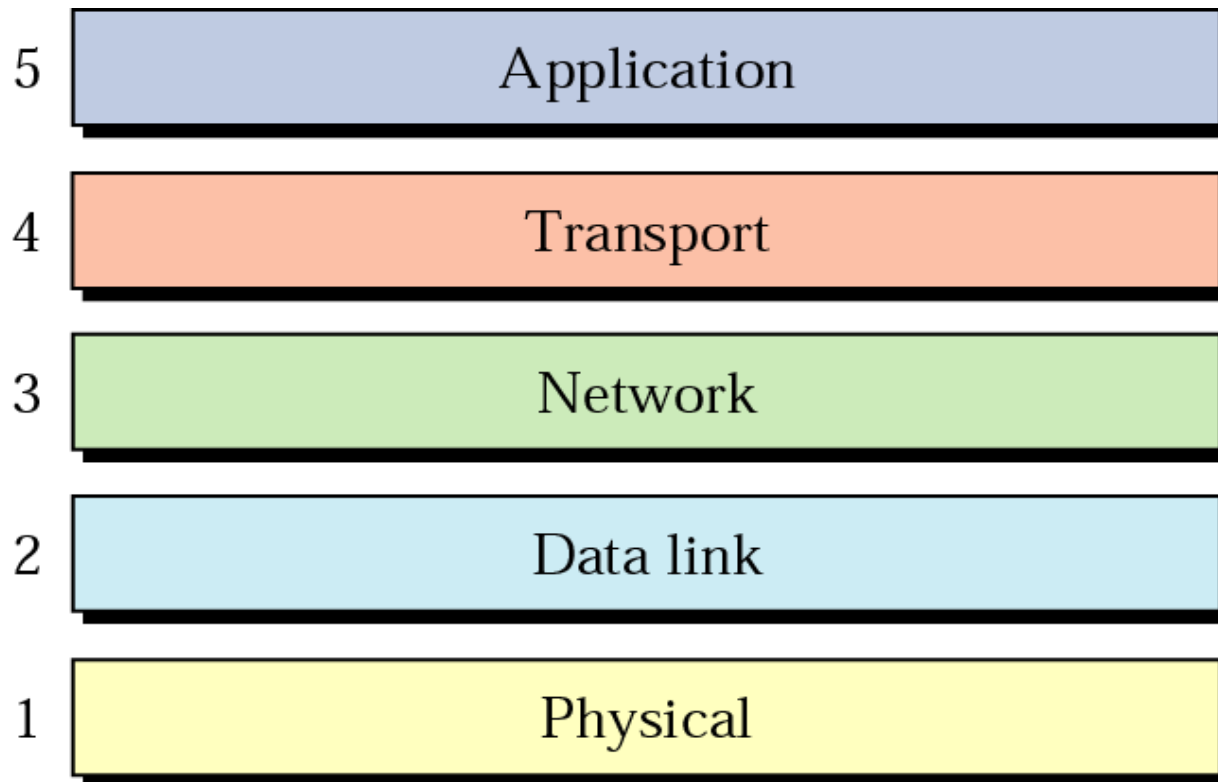 5 Application
4 Transport
3 Network
2 Data link
1 Physical